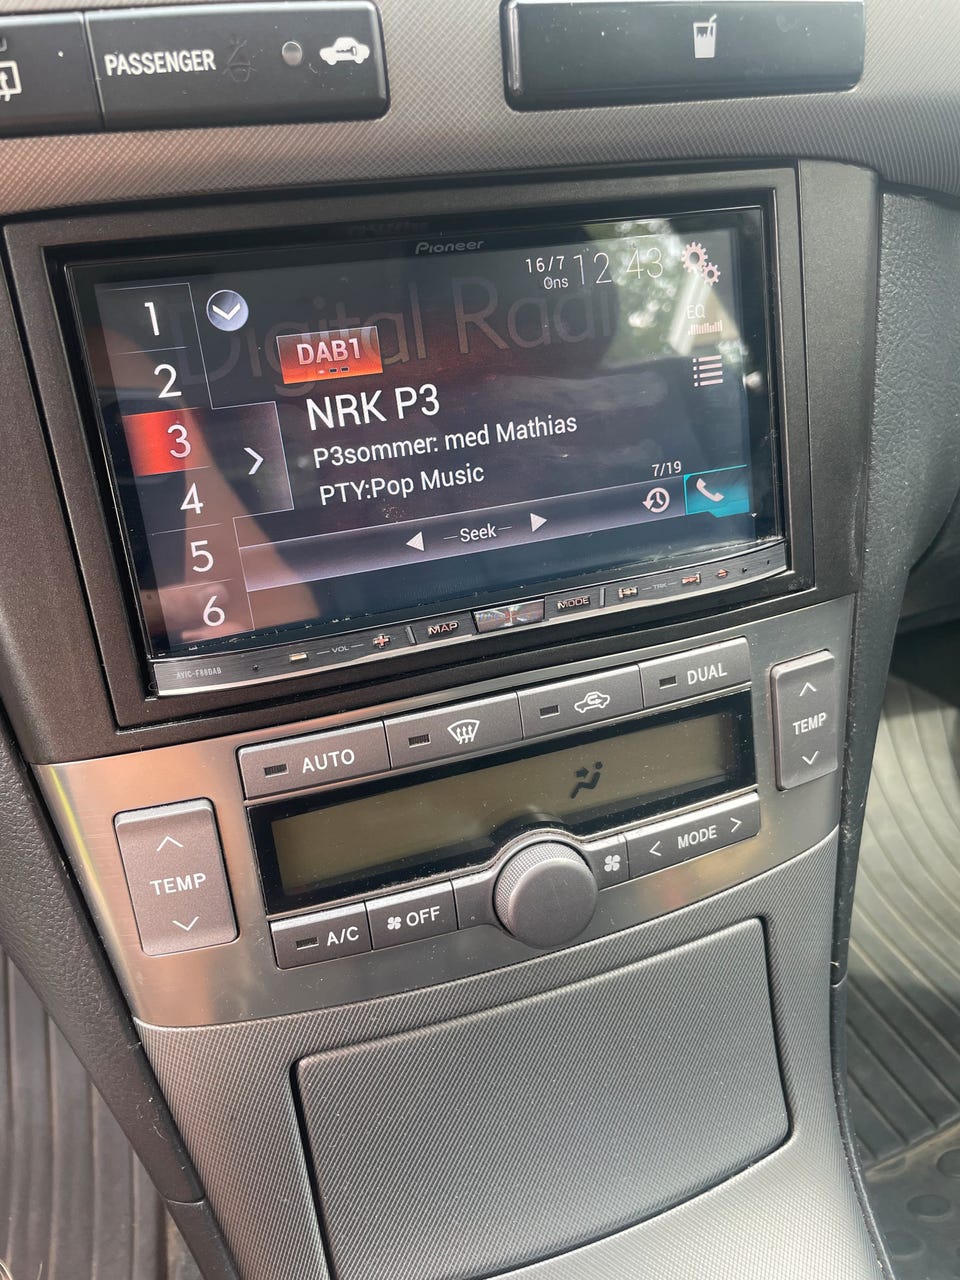 PASSENGER
Pioneer
16/7
Ons
12 43
Digital Radio
EQ
1
2
3
4
5
6
DAB1
NRK P3
P3sommer: med Mathias
PTY:Pop Music
7/19
Seek
AVIC-F88DAB
VOL
MAP
MODE
TRK
AUTO
DUAL
TEMP
TEMP
MODE
A/C
OFF